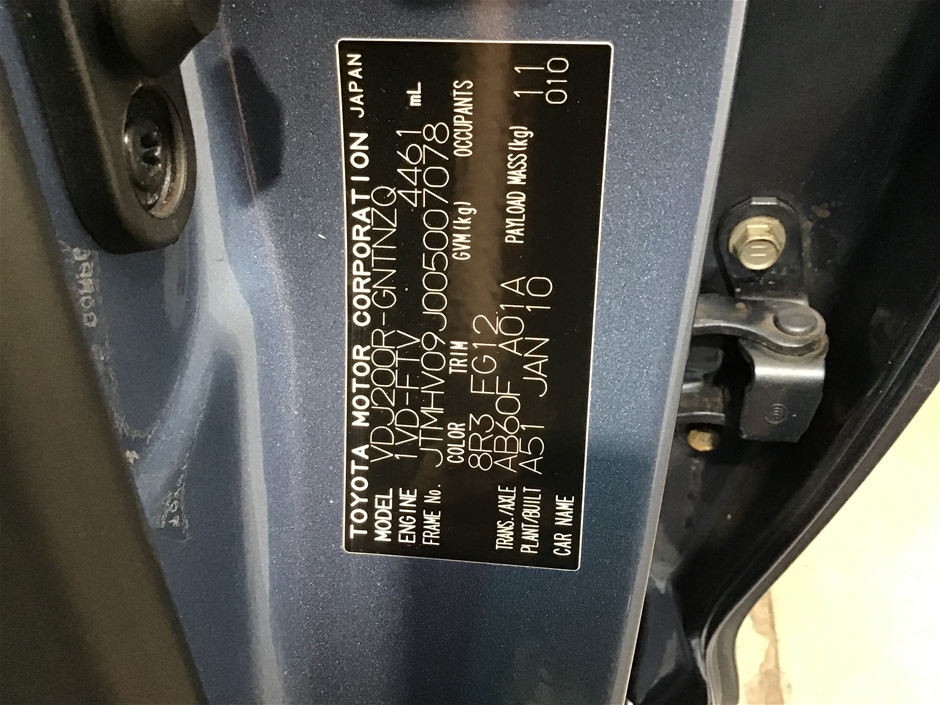 TOYOTA MOTOR CORPORATION JAPAN
MODEL VDJ200R-GNTNZQ
ENGINE 1VD-FTV 4461 mL
FRAME No. JTMHV09J005007078
COLOR TRIM GVM(kg) OCCUPANTS
8R3 FG12
TRANS./AXLE AB60F A01A PAYLOAD MASS(kg) 11
PLANT/BUILT A51 JAN 10 010
CAR NAME